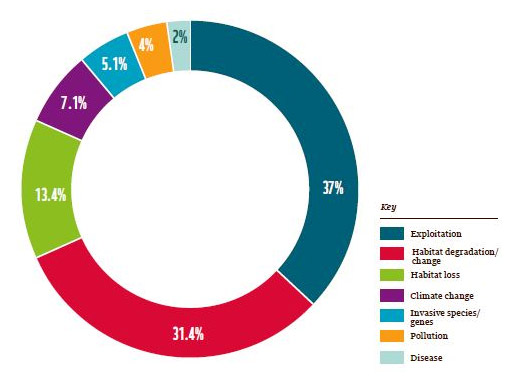 2%
4%
5.1%
7.1%
13.4%
37%
31.4%
Key
Exploitation
Habitat degradation/
change
Habitat loss
Climate change
Invasive species/
genes
Pollution
Disease